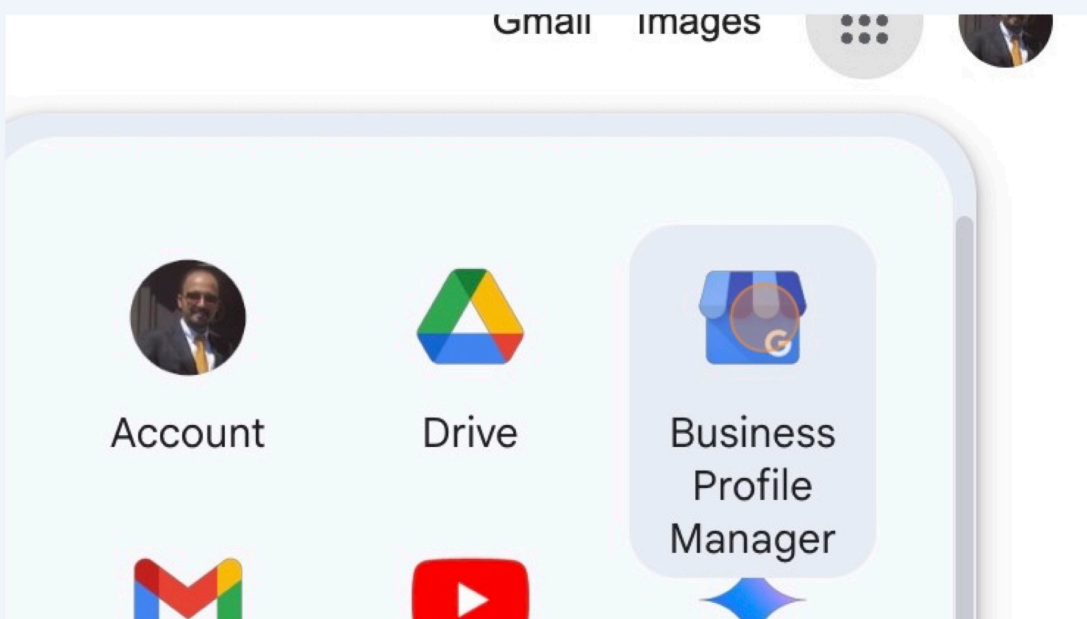 Gmail Images
Account
Drive
Business
Profile
Manager
G